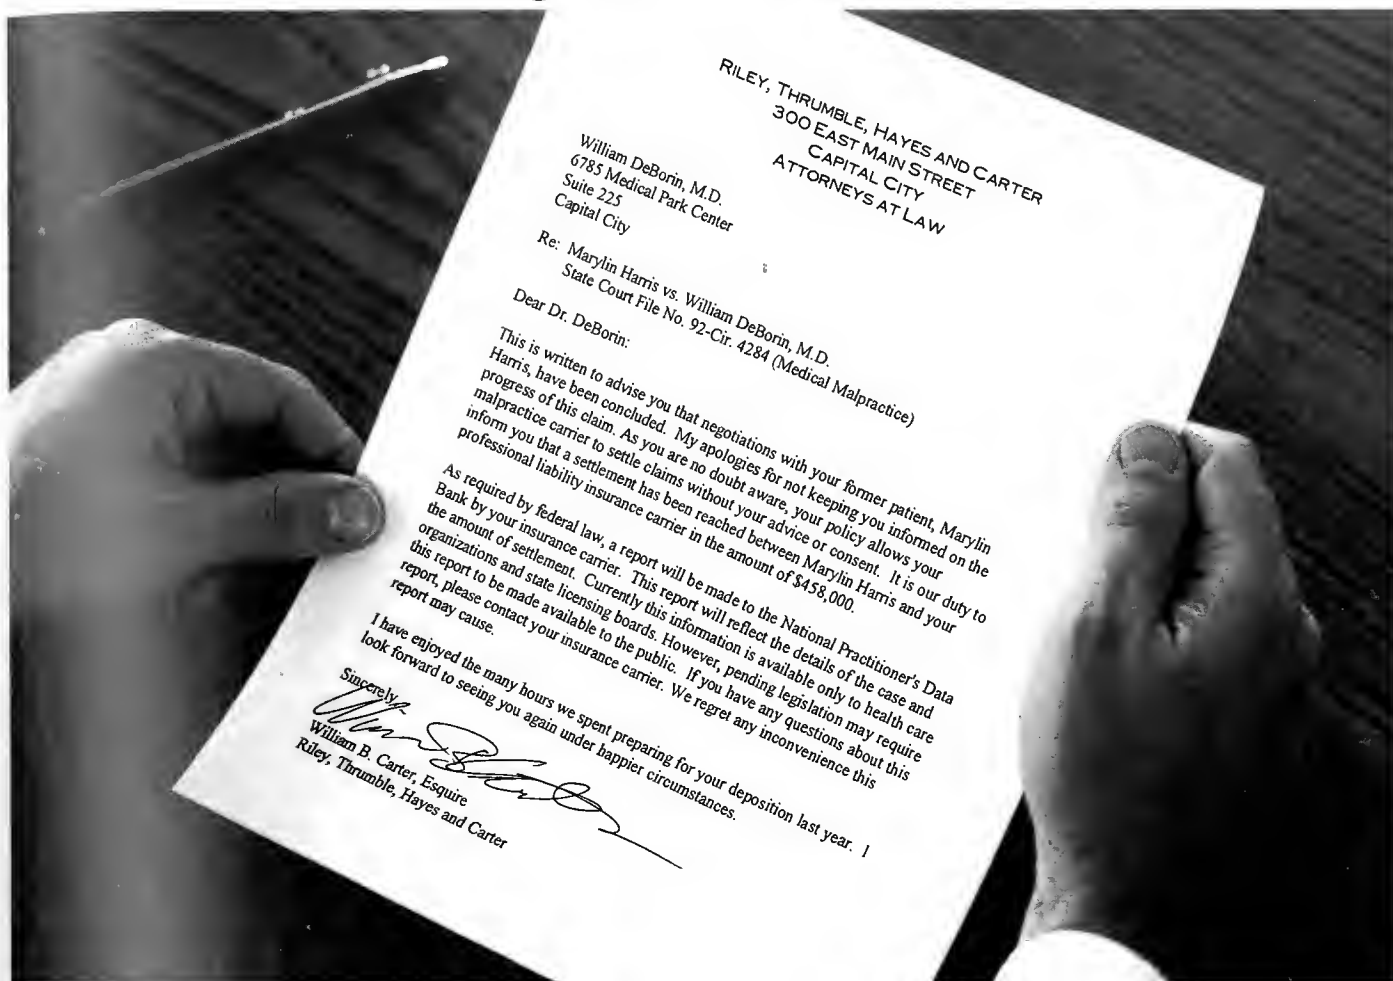 RILEY, THRUMBLE, HAYES AND CARTER
300 EAST MAIN STREET
CAPITAL CITY
ATTORNEYS AT LAW
William DeBorin, M.D.
6785 Medical Park Center
Suite 225
Capital City
Re: Marylin Harris vs. William DeBorin, M.D.
State Court File No. 92-Cir. 4284 (Medical Malpractice)
Dear Dr. DeBorin:
This is written to advise you that negotiations with your former patient, Marylin
Harris, have been concluded. My apologies for not keeping you informed on the
progress of this claim. As you are no doubt aware, your policy allows your
malpractice carrier to settle claims without your advice or consent. It is our duty to
inform you that a settlement has been reached between Marylin Harris and your
professional liability insurance carrier in the amount of $458,000.
As required by federal law, a report will be made to the National Practitioner's Data
Bank by your insurance carrier. This report will reflect the details of the case and
the amount of settlement. Currently this information is available only to health care
organizations and state licensing boards. However, pending legislation may require
this report to be made available to the public. If you have any questions about this
report, please contact your insurance carrier. We regret any inconvenience this
report may cause.
I have enjoyed the many hours we spent preparing for your deposition last year. I
look forward to seeing you again under happier circumstances.
Sincerely,
William B. Carter, Esquire
Riley, Thrumble, Hayes and Carter